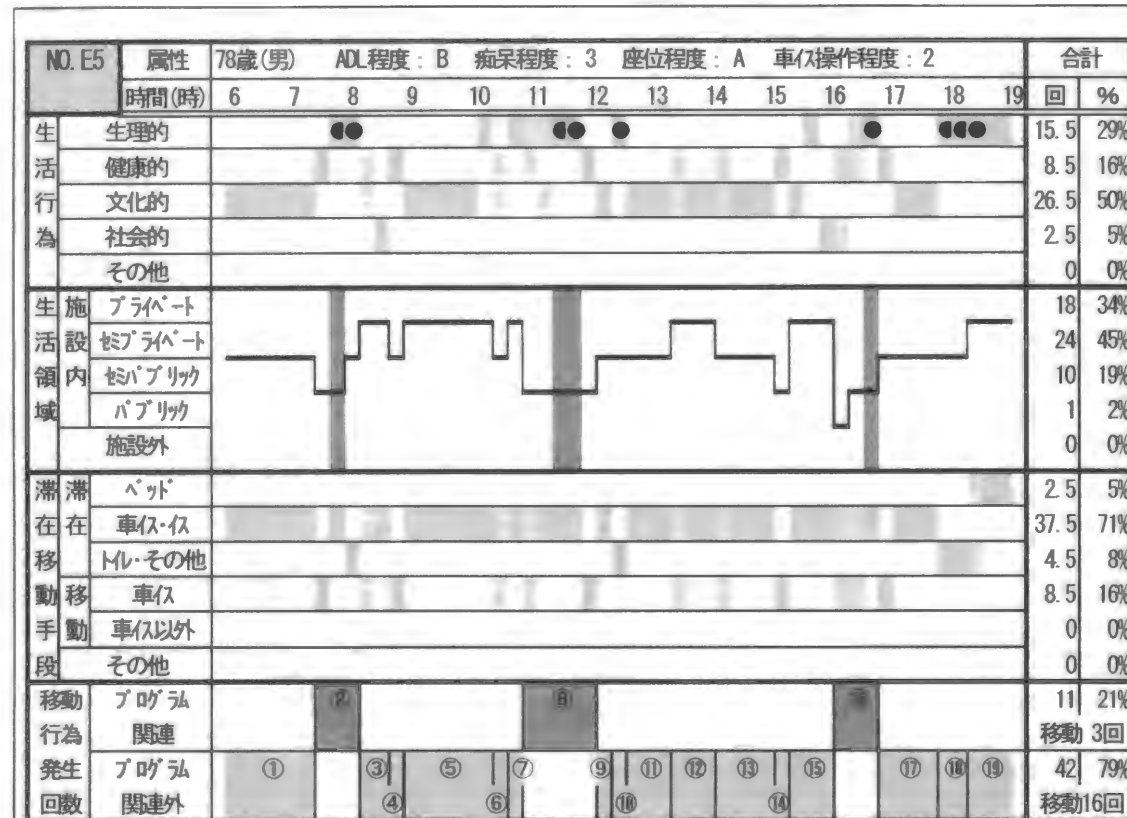 NO. E5 属性 78歳(男) ADL程度 : B 痴呆程度 : 3 座位程度 : A 車イス操作程度 : 2 合計
時間(時) 6 7 8 9 10 11 12 13 14 15 16 17 18 19 回 %
生活行為 生理的 15.5 29%
健康的 8.5 16%
文化的 26.5 50%
社会的 2.5 5%
その他 0 0%
生活領域 施設内 プライベート 18 34%
セミプライベート 24 45%
セミパブリック 10 19%
パブリック 1 2%
施設外 0 0%
滞在移動手段 滞在 ベッド 2.5 5%
車イス・イス 37.5 71%
トイレ・その他 4.5 8%
移動 車イス 8.5 16%
車イス以外 0 0%
その他 0 0%
移動行為発生回数 プログラム関連 ② ⑧ 11 21%
移動 3回
プログラム関連外 ① ③ ⑤ ⑦ ⑨ ⑪ ⑫ ⑬ ⑮ ⑰ ⑱ ⑲ 42 79%
④ ⑥ ⑩ ⑭ 移動16回